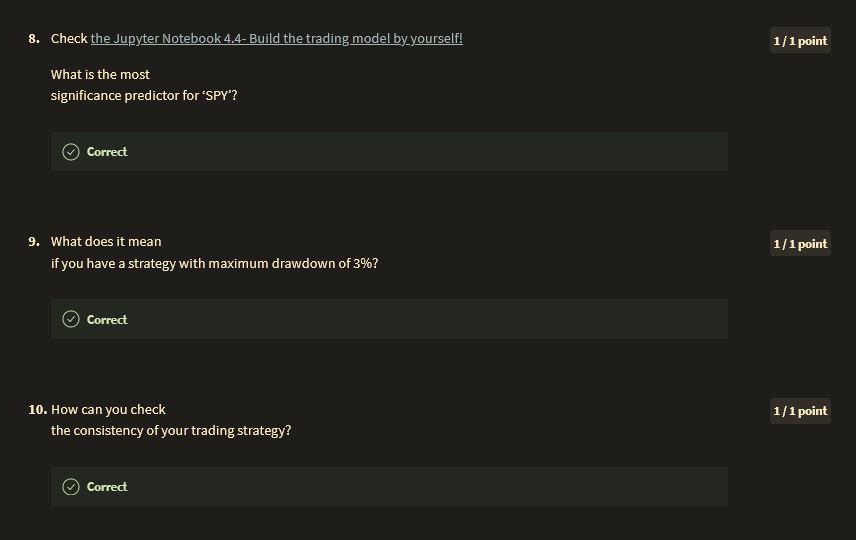 8. Check the Jupyter Notebook 4.4- Build the trading model by yourself!
1 / 1 point
What is the most
significance predictor for ‘SPY’?
Correct
9. What does it mean
1 / 1 point
if you have a strategy with maximum drawdown of 3%?
Correct
10. How can you check
1 / 1 point
the consistency of your trading strategy?
Correct